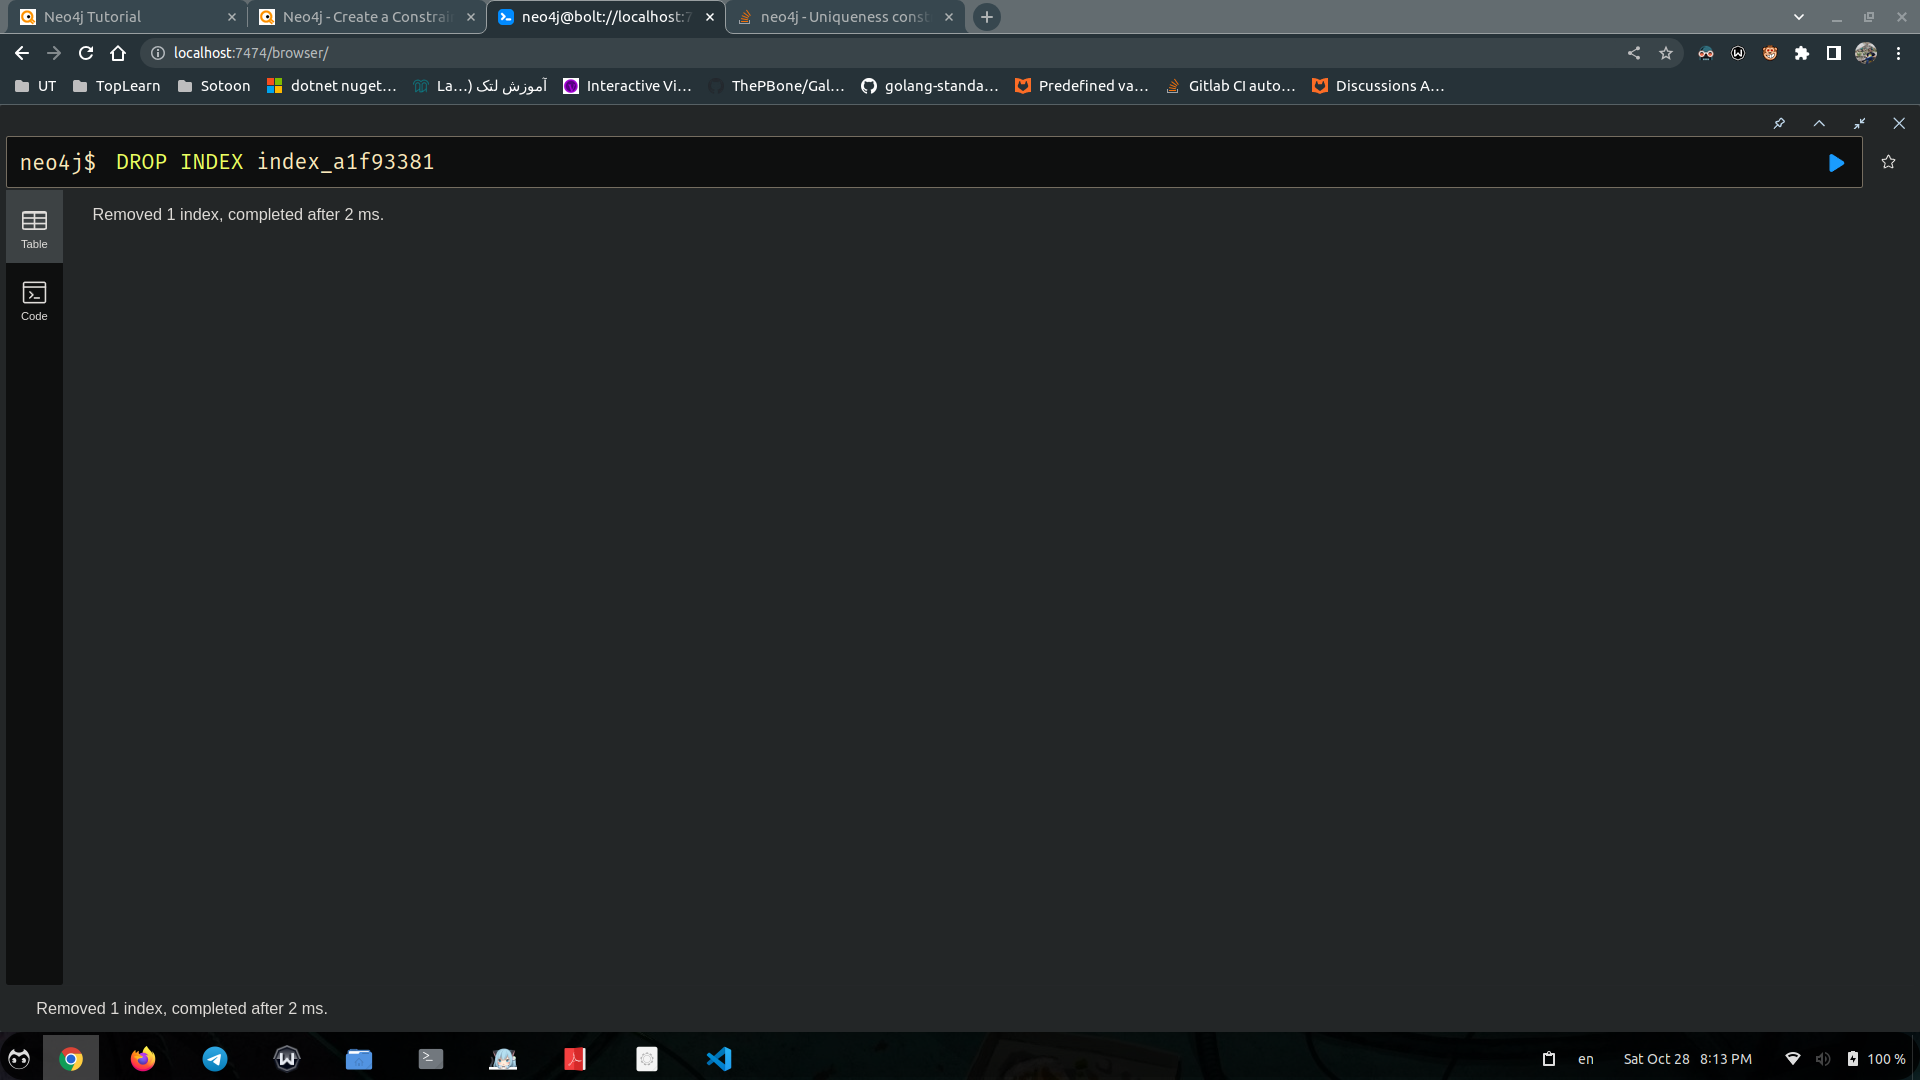 Neo4j Tutorial
Neo4j - Create a Constrai
neo4j@bolt://localhost:7
neo4j - Uniqueness const
localhost:7474/browser/
UT
TopLearn
Sotoon
dotnet nuget...
آموزش لتک (...La
Interactive Vi...
ThePBone/Gal...
golang-standa...
Predefined va...
Gitlab CI auto...
Discussions A...
neo4j$ DROP INDEX index_a1f93381
Table
Removed 1 index, completed after 2 ms.
Code
Removed 1 index, completed after 2 ms.
en
Sat Oct 28 8:13 PM
100 %